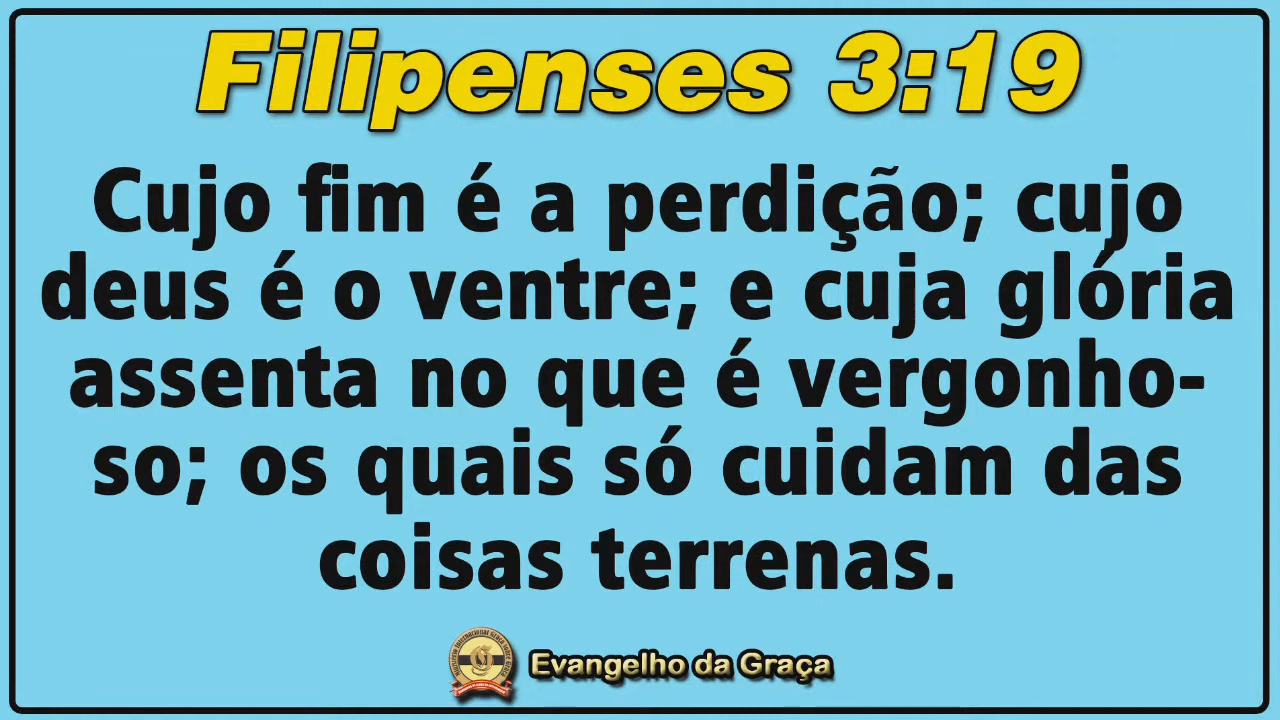 Filipenses 3:19
Cujo fim é a perdição; cujo
deus é o ventre; e cuja glória
assenta no que é vergonho-
so; os quais só cuidam das
coisas terrenas.
Evangelho da Graça